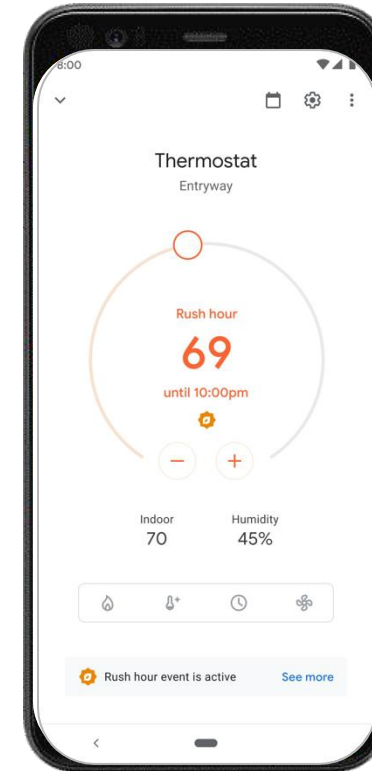 8:00
Thermostat
Entryway
Rush hour
69
until 10:00pm
− +
Indoor Humidity
70 45%
Rush hour event is active See more